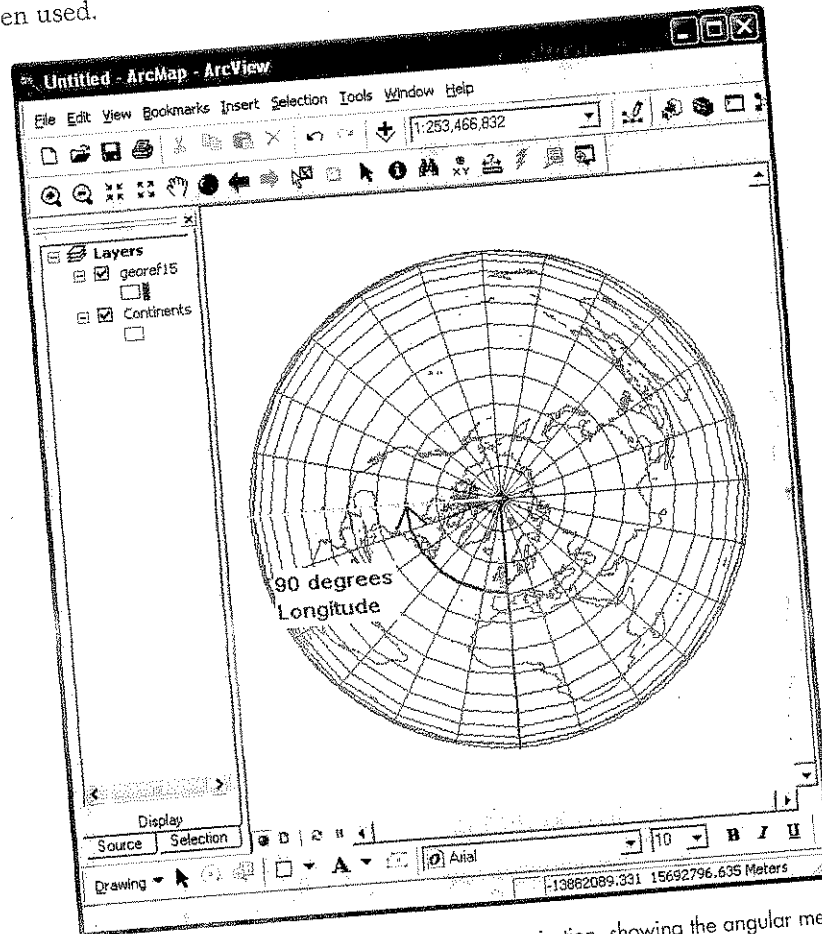 en used.
Untitled - ArcMap - ArcView
File Edit View Bookmarks Insert Selection Tools Window Help
1:253,466,832
XY
Layers
georef15
Continents
90 degrees
Longitude
Display
Source Selection
Drawing A Arial 10 B I U
-13882089.331 15692796.635 Meters
showing the angular me